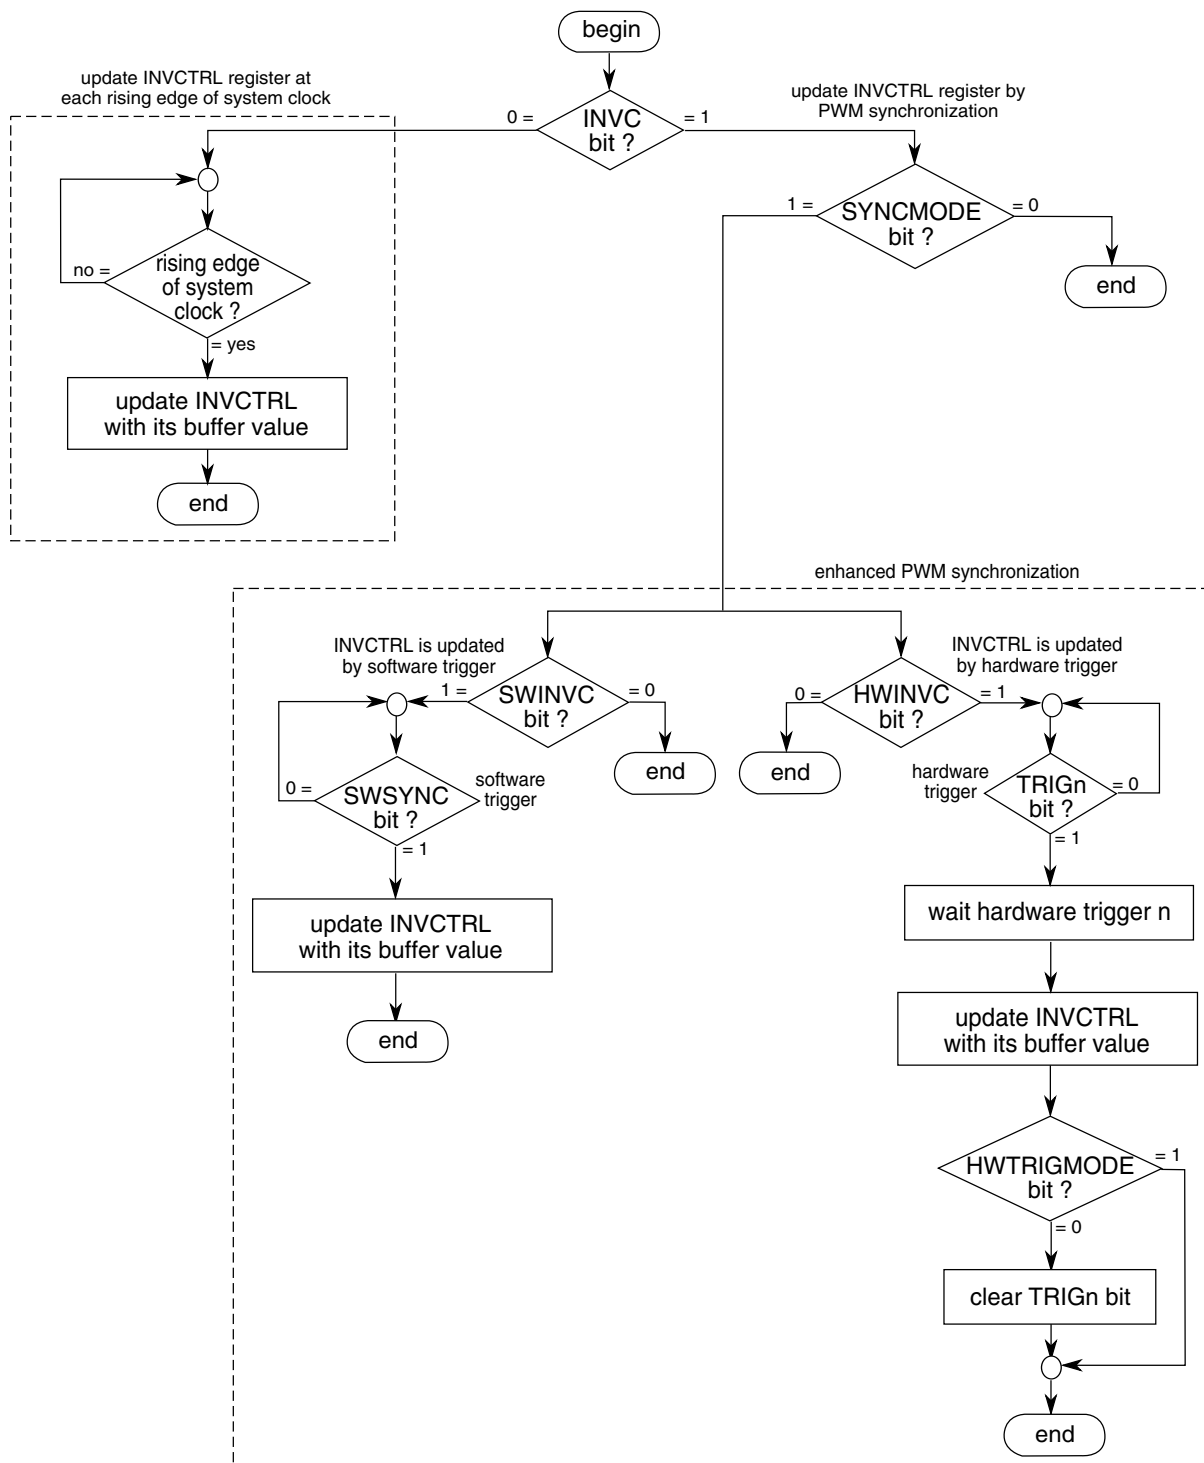 begin
update INVCTRL register at
each rising edge of system clock
update INVCTRL register by
PWM synchronization
0 =
INVC
bit ?
= 1
1 =
SYNCMODE
bit ?
= 0
end
no =
rising edge
of system
clock ?
= yes
update INVCTRL
with its buffer value
end
enhanced PWM synchronization
INVCTRL is updated
by software trigger
INVCTRL is updated
by hardware trigger
1 =
SWINVC
bit ?
= 0
0 =
HWINVC
bit ?
= 1
end
end
0 =
SWSYNC
bit ?
software
trigger
= 1
hardware
trigger
TRIGn
bit ?
= 0
= 1
update INVCTRL
with its buffer value
end
wait hardware trigger n
update INVCTRL
with its buffer value
HWTRIGMODE
bit ?
= 1
= 0
clear TRIGn bit
end